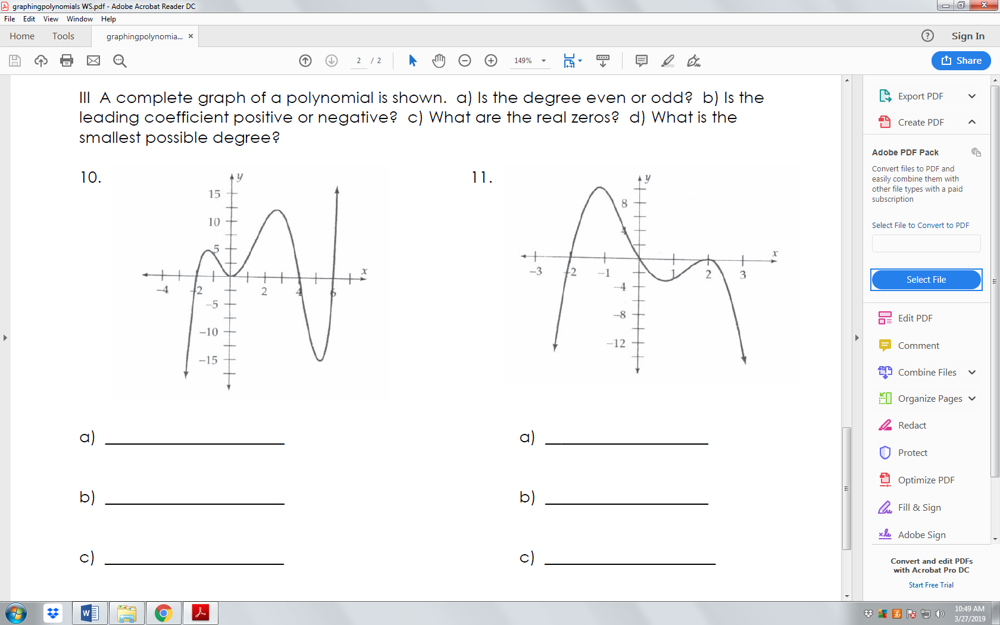 graphingpolynomials WS.pdf - Adobe Acrobat Reader DC
File Edit View Window Help
Home Tools graphingpolynomia... × ? Sign In
2 / 2 149% Share
III A complete graph of a polynomial is shown. a) Is the degree even or odd? b) Is the
leading coefficient positive or negative? c) What are the real zeros? d) What is the
smallest possible degree?
10.
y
15
10
5
x
-4 -2 2 4 6
-5
-10
-15
11.
y
8
4
x
-3 -2 -1 1 2 3
-4
-8
-12
a) ____________________ a) ____________________
b) ____________________ b) ____________________
c) ____________________ c) ____________________
Export PDF
Create PDF
Adobe PDF Pack
Convert files to PDF and
easily combine them with
other file types with a paid
subscription
Select File to Convert to PDF
Select File
Edit PDF
Comment
Combine Files
Organize Pages
Redact
Protect
Optimize PDF
Fill & Sign
Adobe Sign
Convert and edit PDFs
with Acrobat Pro DC
Start Free Trial
10:49 AM
3/27/2019